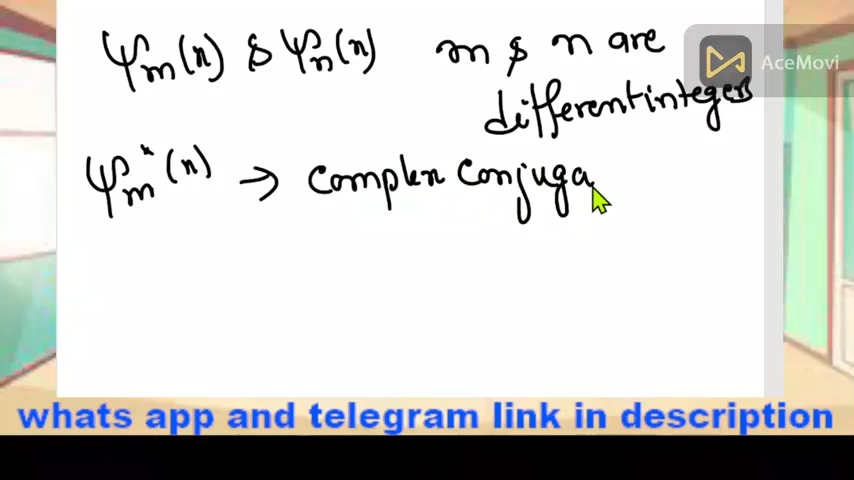 ψm(x) & ψn(x) m & n are
AceMovi
differentintegers
ψm*(x) → complex conjuga
whats app and telegram link in description